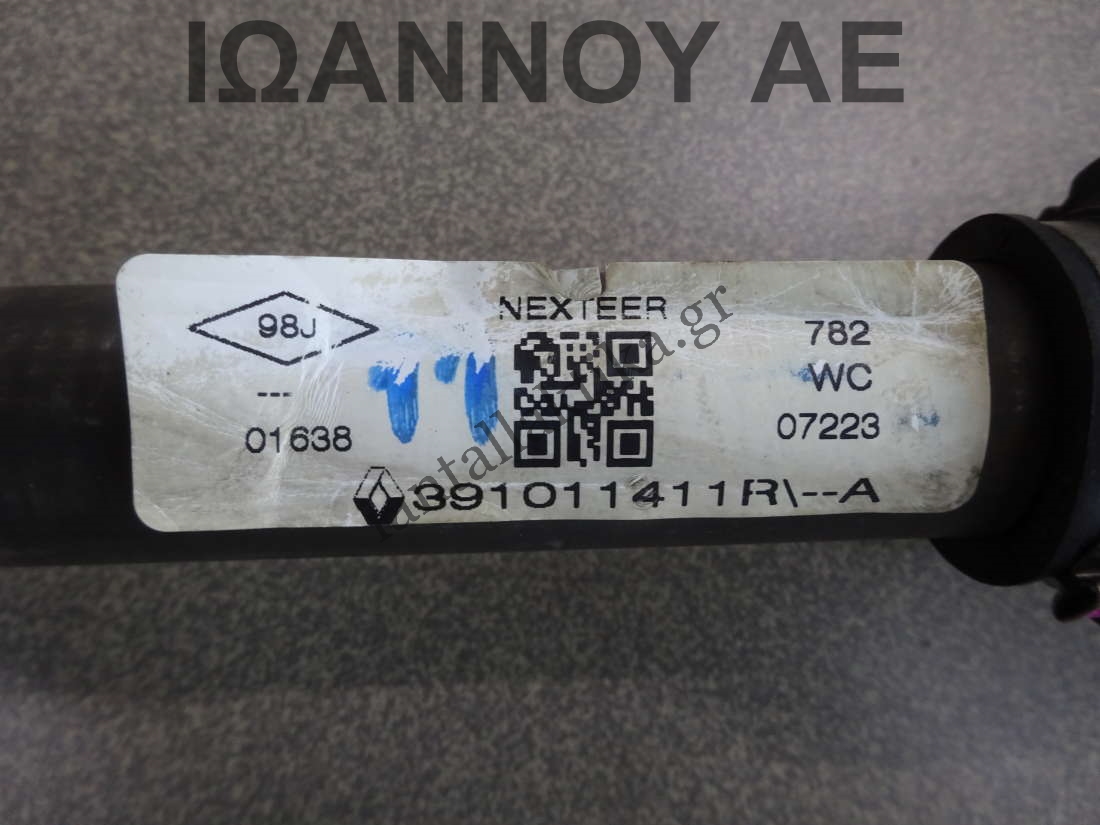 ΙΩΑΝΝΟΥ ΑΕ
NEXTEER
98J
782
---
WC
01638
07223
391011411R\--A